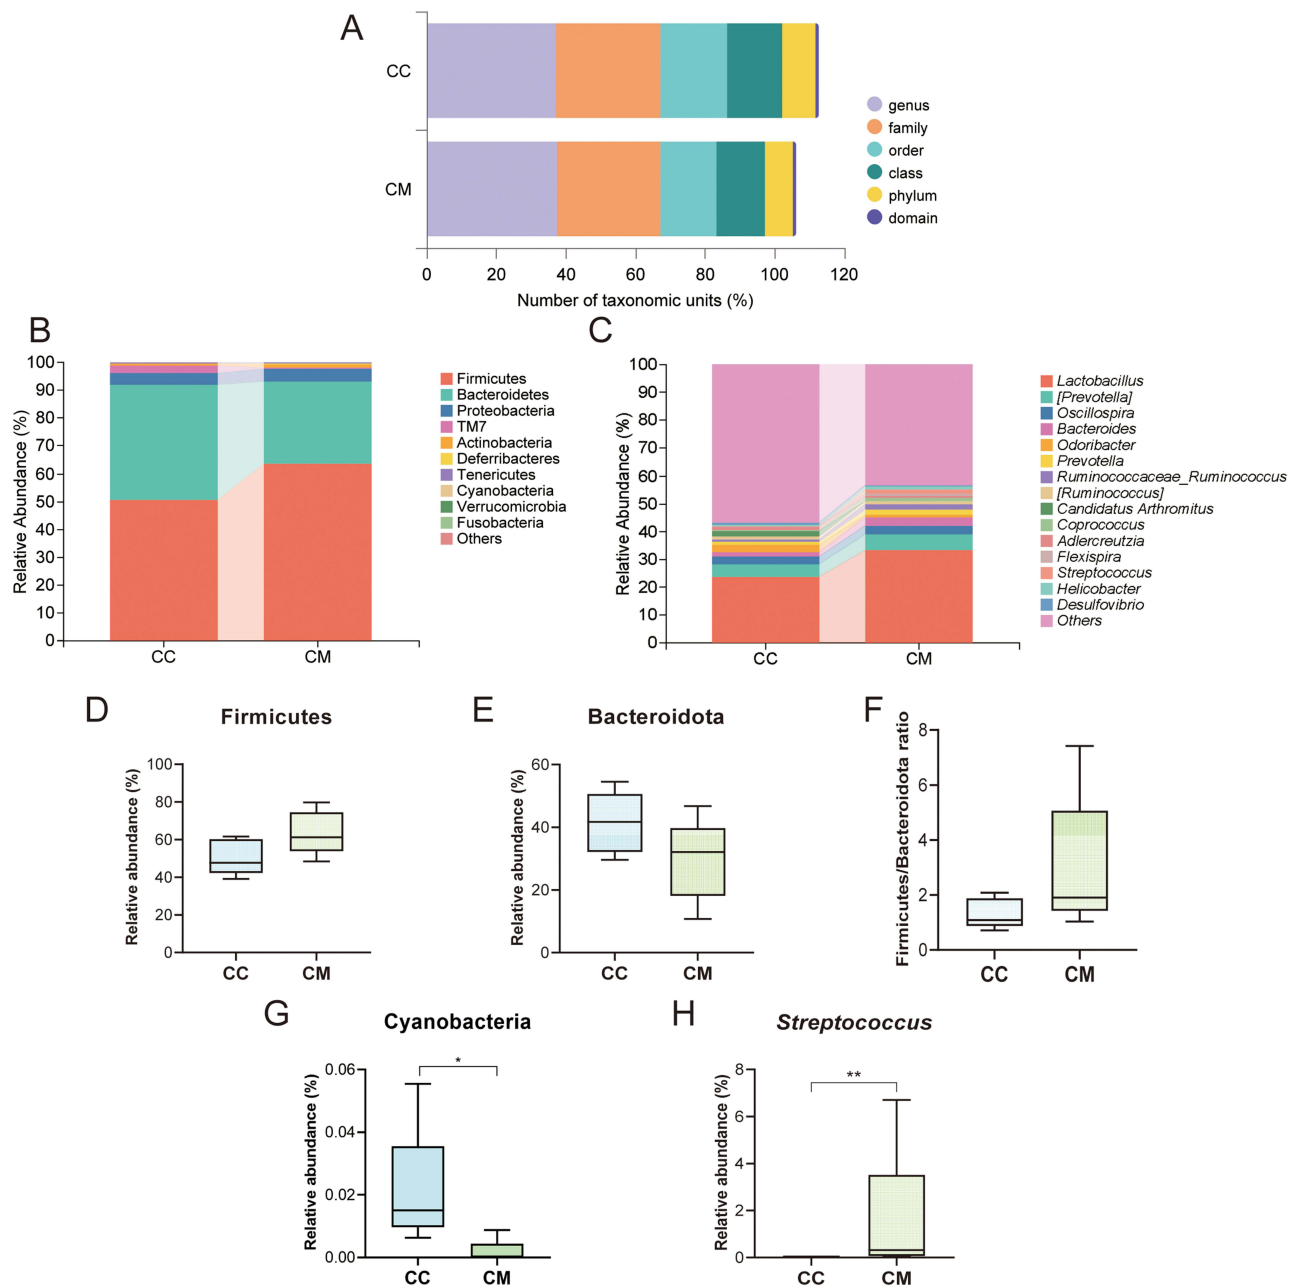 A
CC
CM
0 20 40 60 80 100 120
Number of taxonomic units (%)
genus
family
order
class
phylum
domain
B
Relative Abundance (%)
100
90
80
70
60
50
40
30
20
10
0
CC CM
Firmicutes
Bacteroidetes
Proteobacteria
TM7
Actinobacteria
Deferribacteres
Tenericutes
Cyanobacteria
Verrucomicrobia
Fusobacteria
Others
C
Relative Abundance (%)
100
90
80
70
60
50
40
30
20
10
0
CC CM
Lactobacillus
[Prevotella]
Oscillospira
Bacteroides
Odoribacter
Prevotella
Ruminococcaceae_Ruminococcus
[Ruminococcus]
Candidatus Arthromitus
Coprococcus
Adlercreutzia
Flexispira
Streptococcus
Helicobacter
Desulfovibrio
Others
D
Firmicutes
Relative abundance (%)
100
80
60
40
20
0
CC CM
E
Bacteroidota
Relative abundance (%)
60
40
20
0
CC CM
F
Firmicutes/Bacteroidota ratio
8
6
4
2
0
CC CM
G
Cyanobacteria
Relative abundance (%)
0.06
0.04
0.02
0.00
*
CC CM
H
Streptococcus
Relative abundance (%)
8
6
4
2
0
**
CC CM